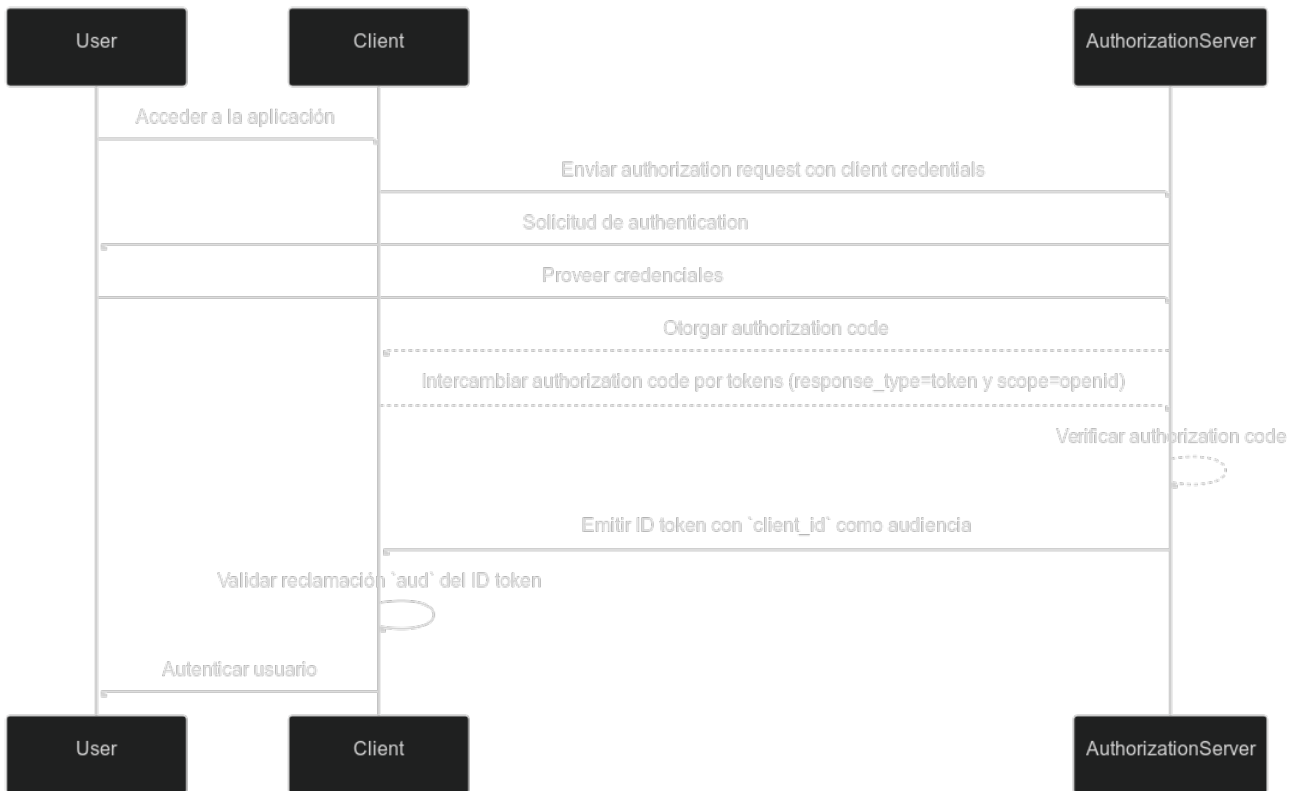 User
Client
AuthorizationServer
Acceder a la aplicación
Enviar authorization request con client credentials
Solicitud de authentication
Proveer credenciales
Otorgar authorization code
Intercambiar authorization code por tokens (response_type=token y scope=openid)
Verificar authorization code
Emitir ID token con `client_id` como audiencia
Validar reclamación `aud` del ID token
Autenticar usuario
User
Client
AuthorizationServer